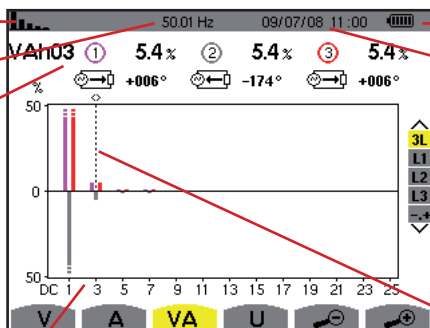 50.01 Hz 09/07/08 11:00
VAh03 1 5.4% 2 5.4% 3 5.4%
% +006° -174° +006°
50
3L
L1
L2
0
L3
-.+
50
DC 1 3 5 7 9 11 13 15 17 19 21 23 25
V A VA U